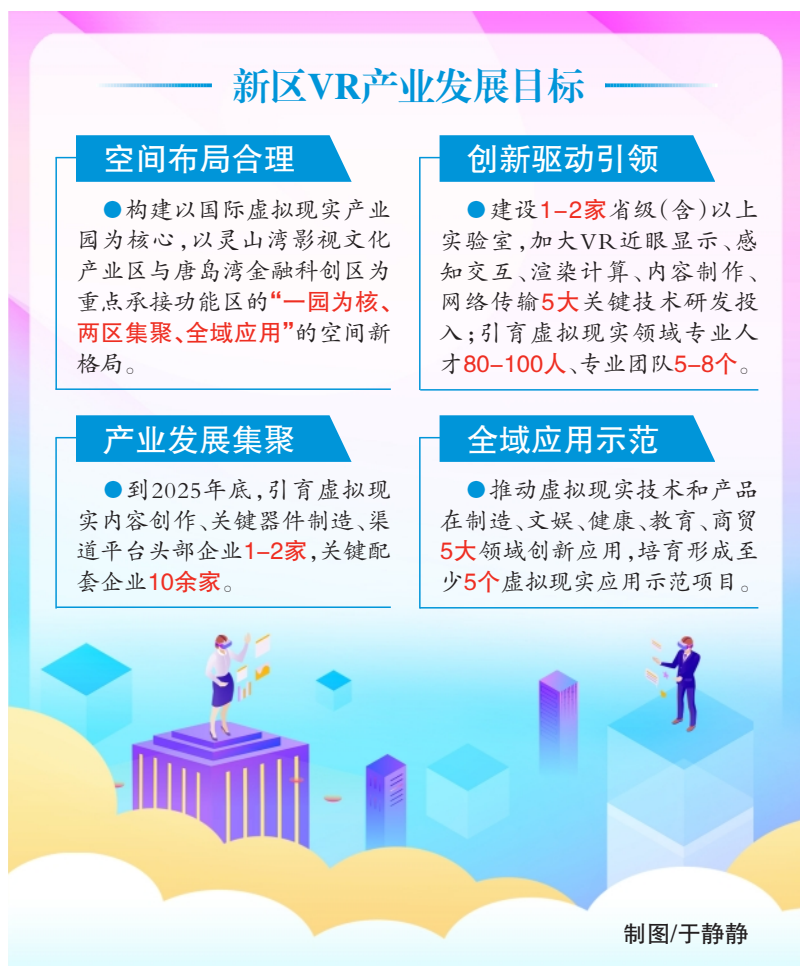 新区VR产业发展目标
空间布局合理
●构建以国际虚拟现实产业
园为核心,以灵山湾影视文化
产业区与唐岛湾金融科创区为
重点承接功能区的“一园为核、
两区集聚、全域应用”的空间新
格局。
创新驱动引领
●建设1-2家省级(含)以上
实验室,加大VR近眼显示、感
知交互、渲染计算、内容制作、
网络传输5大关键技术研发投
入;引育虚拟现实领域专业人
才80-100人、专业团队5-8个。
产业发展集聚
●到2025年底,引育虚拟现
实内容创作、关键器件制造、渠
道平台头部企业1-2家,关键配
套企业10余家。
全域应用示范
●推动虚拟现实技术和产品
在制造、文娱、健康、教育、商贸
5大领域创新应用,培育形成至
少5个虚拟现实应用示范项目。
制图/于静静